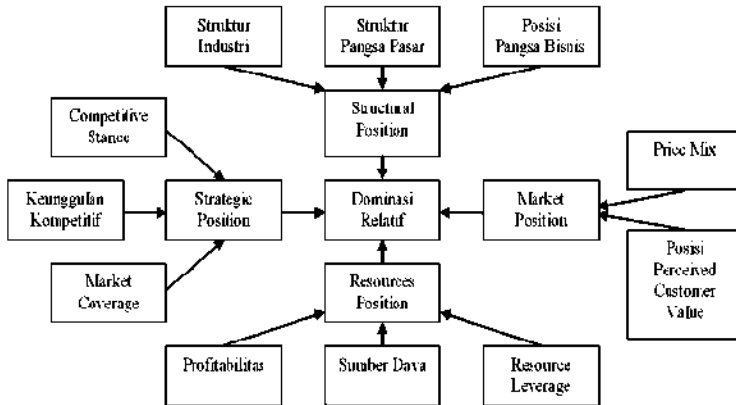 Struktur
Industri
Struktur
Pangsa Pasar
Posisi
Pangsa Bisnis
Competitive
Stance
Structural
Position
Price Mix
Keunggulan
Kompetitif
Strategic
Position
Dominasi
Relatif
Market
Position
Market
Coverage
Resources
Position
Posisi
Perceived
Customer
Value
Profitabilitas
Sumber Daya
Resource
Leverage